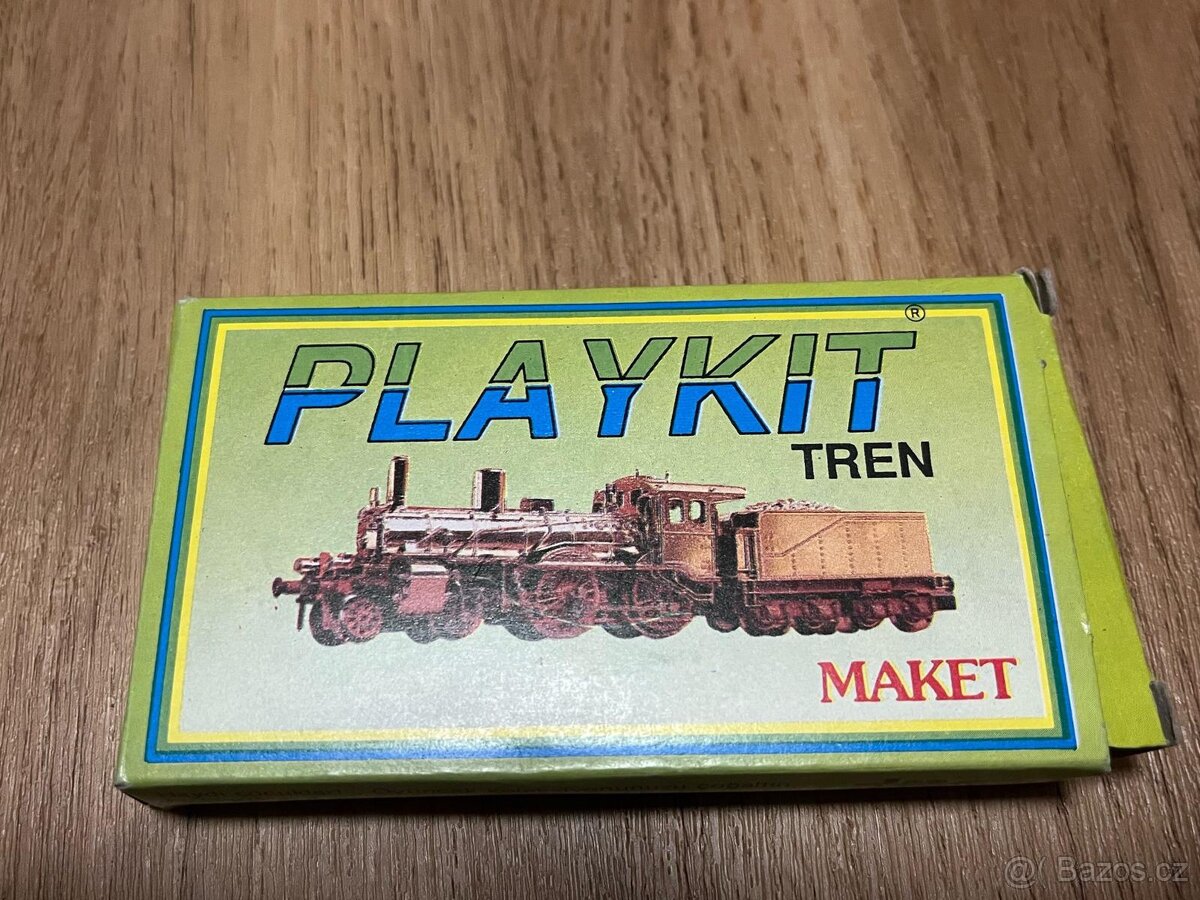 PLAYKIT®
TREN
MAKET
@ Bazos.cz